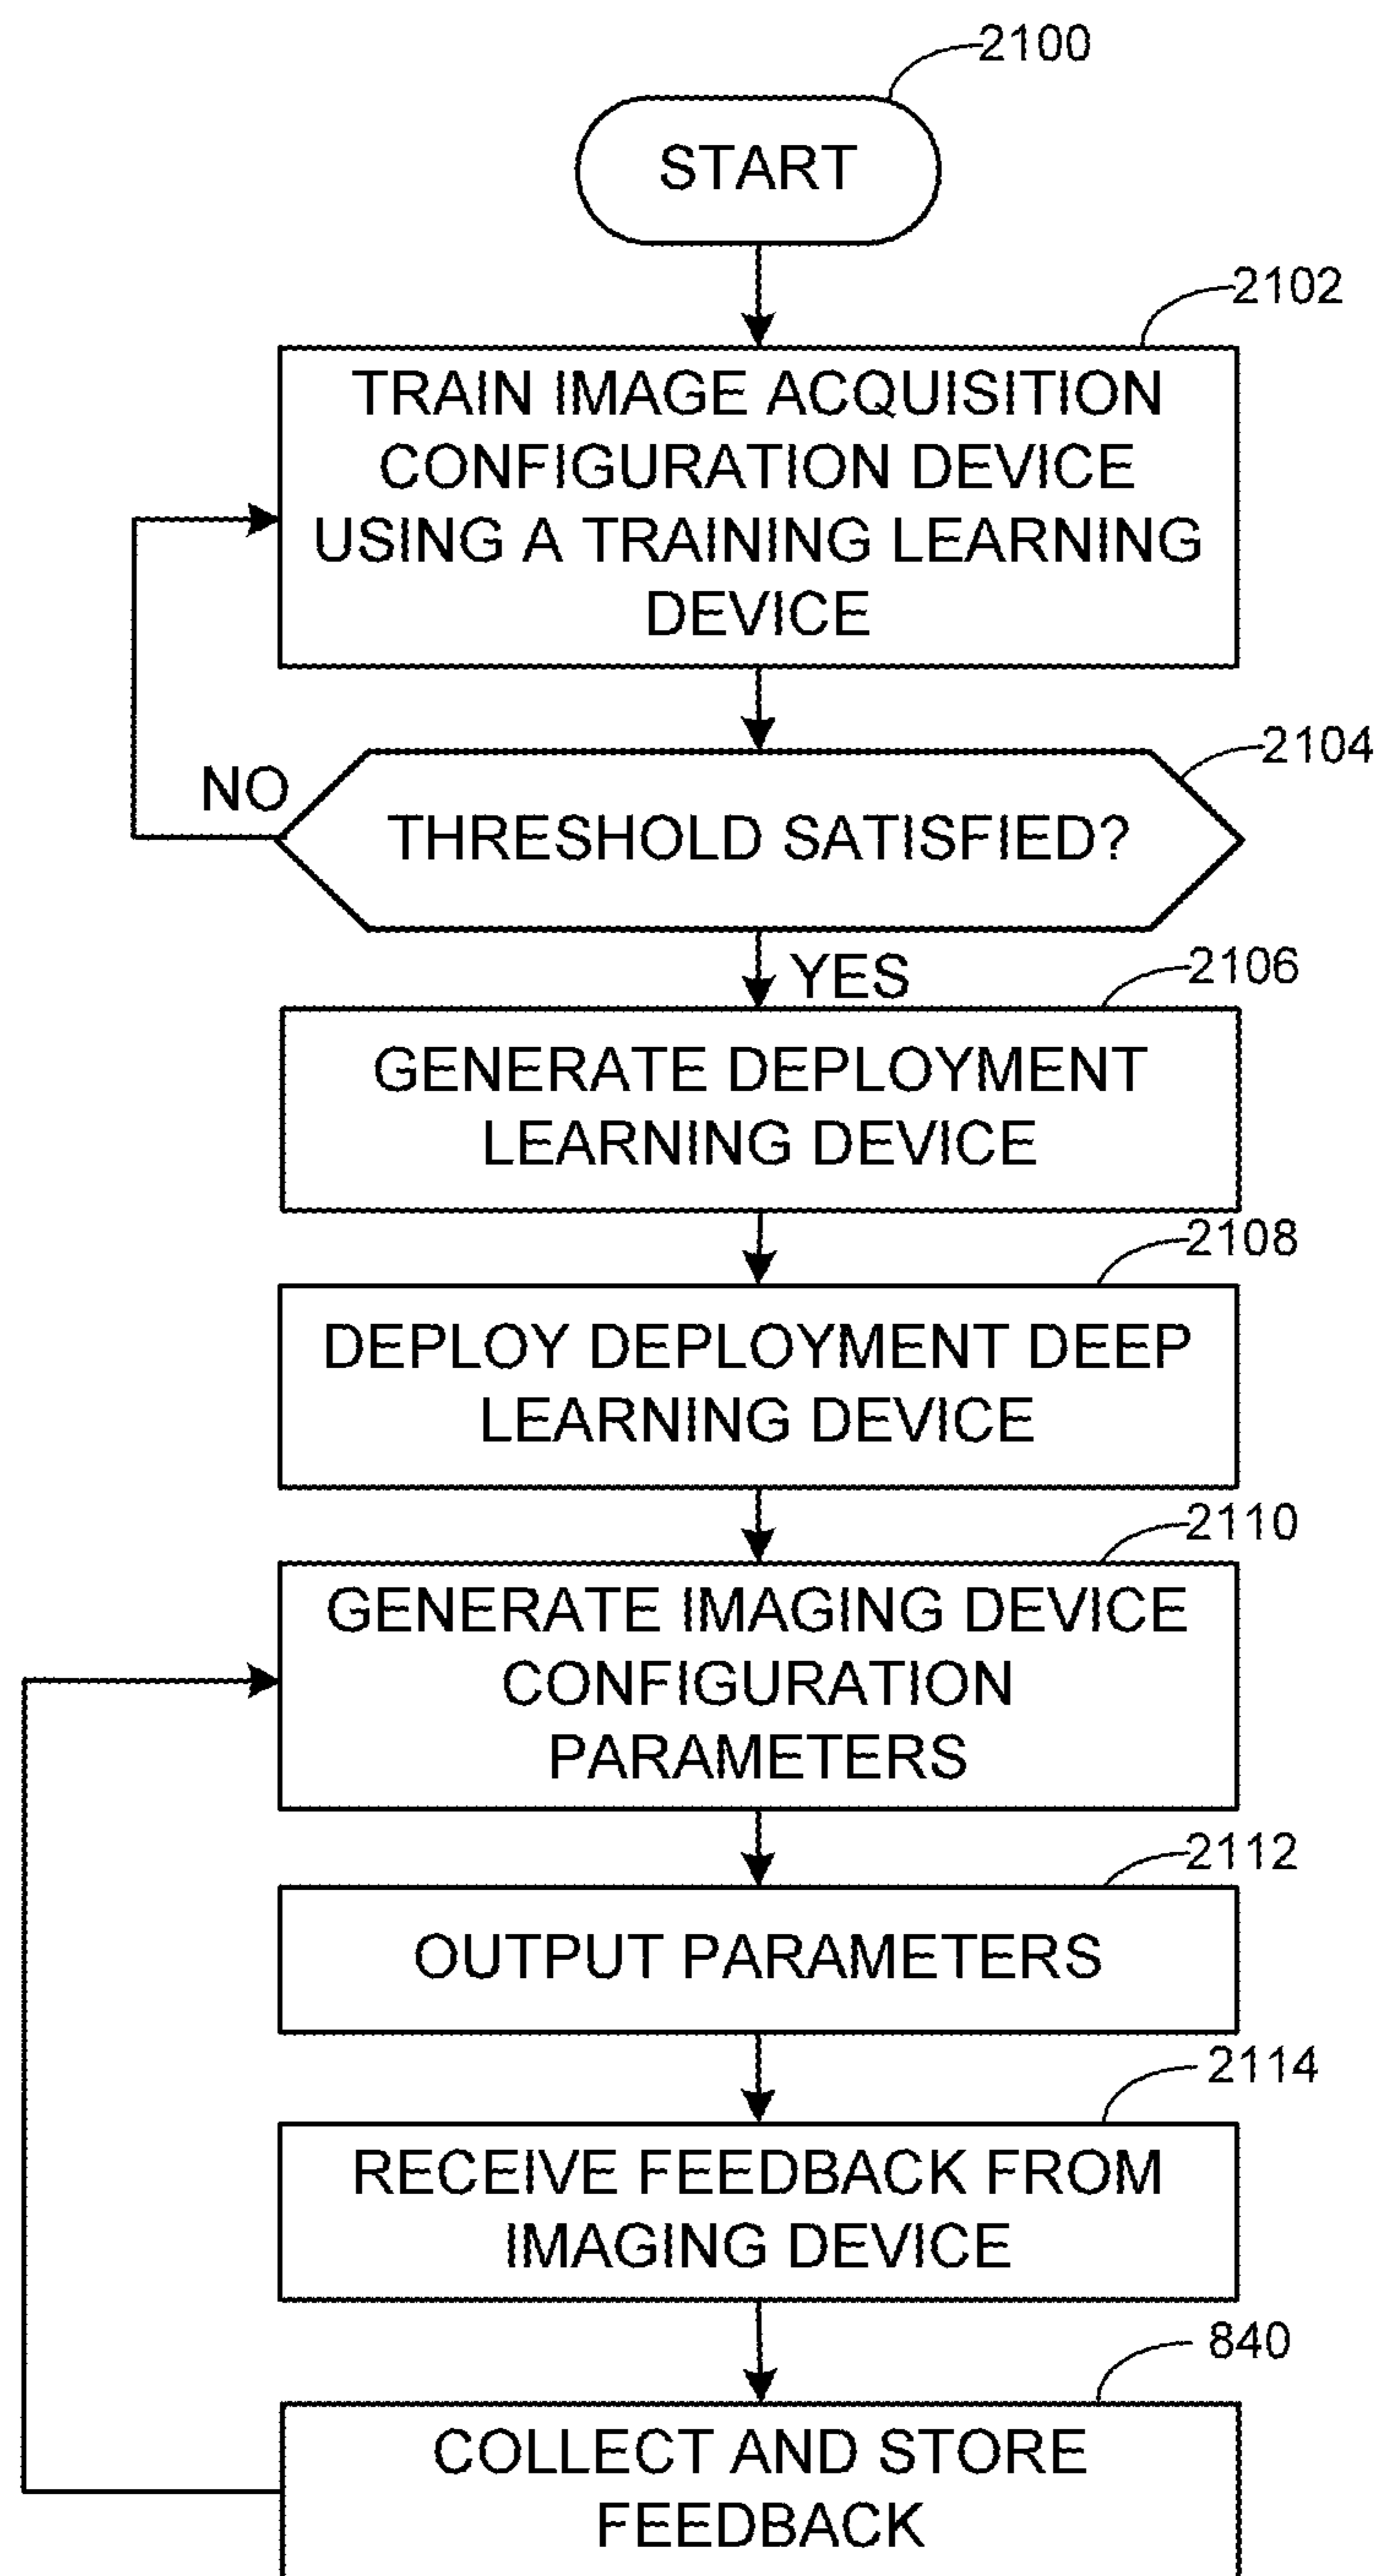 2100
START
2102
TRAIN IMAGE ACQUISITION
CONFIGURATION DEVICE
USING A TRAINING LEARNING
DEVICE
2104
NO
THRESHOLD SATISFIED?
YES
2106
GENERATE DEPLOYMENT
LEARNING DEVICE
2108
DEPLOY DEPLOYMENT DEEP
LEARNING DEVICE
2110
GENERATE IMAGING DEVICE
CONFIGURATION
PARAMETERS
2112
OUTPUT PARAMETERS
2114
RECEIVE FEEDBACK FROM
IMAGING DEVICE
840
COLLECT AND STORE
FEEDBACK